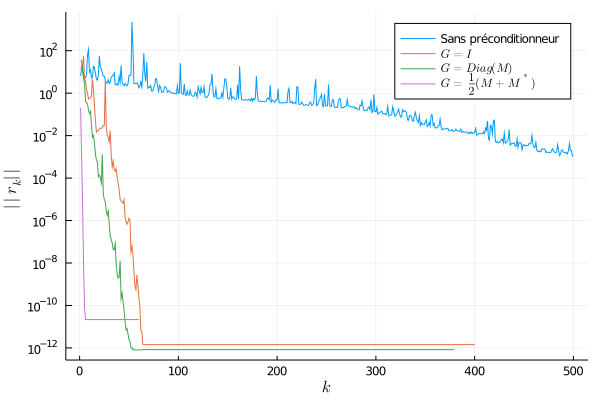 Sans préconditionneur
G = I
G = Diag(M)
G = \frac{1}{2}(M + M^*)
10^2
10^0
10^{-2}
10^{-4}
10^{-6}
10^{-8}
10^{-10}
10^{-12}
||r_k||
0 100 200 300 400 500
k